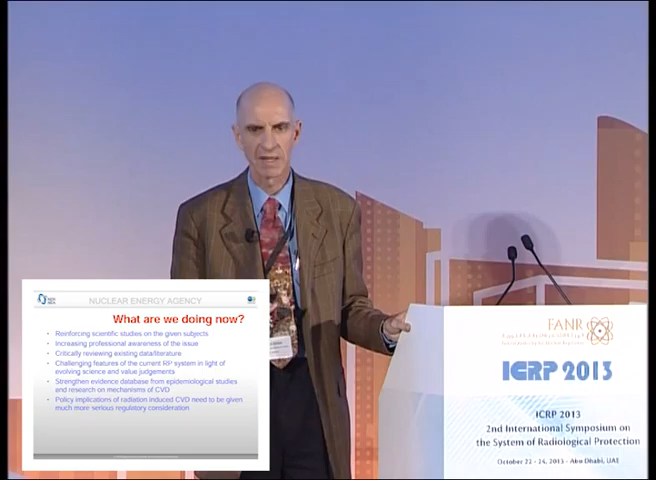 NUCLEAR ENERGY AGENCY
What are we doing now?
Reinforcing scientific studies on the given subjects
Increasing professional awareness of the issue
Critically reviewing existing data/literature
Challenging features of the current RP system in light of
evolving science and value judgements
Strengthen evidence database from epidemiological studies
and research on mechanisms of CVD
Policy implications of radiation induced CVD need to be given
much more serious regulatory consideration
FANR
ICRP 2013
ICRP 2013
2nd International Symposium on
the System of Radiological Protection
October 22 - 24, 2013 - Abu Dhabi, UAE